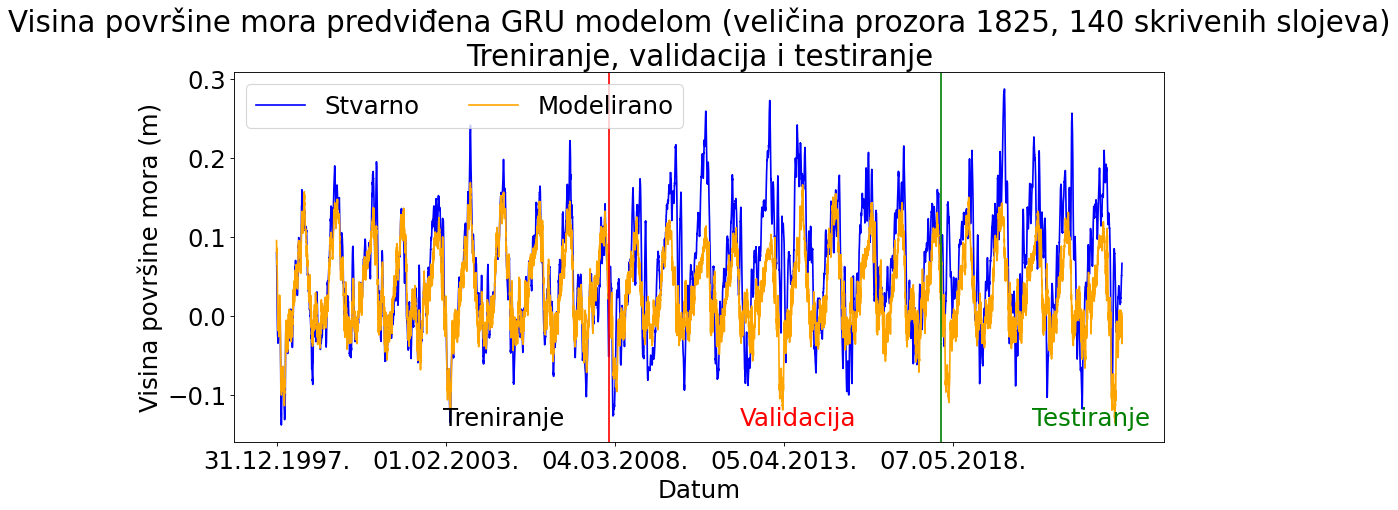 Visina površine mora predviđena GRU modelom (veličina prozora 1825, 140 skrivenih slojeva)
Treniranje, validacija i testiranje
Stvarno
Modelirano
Visina površine mora (m)
0.3
0.2
0.1
0.0
−0.1
Treniranje
Validacija
Testiranje
31.12.1997.
01.02.2003.
04.03.2008.
05.04.2013.
07.05.2018.
Datum